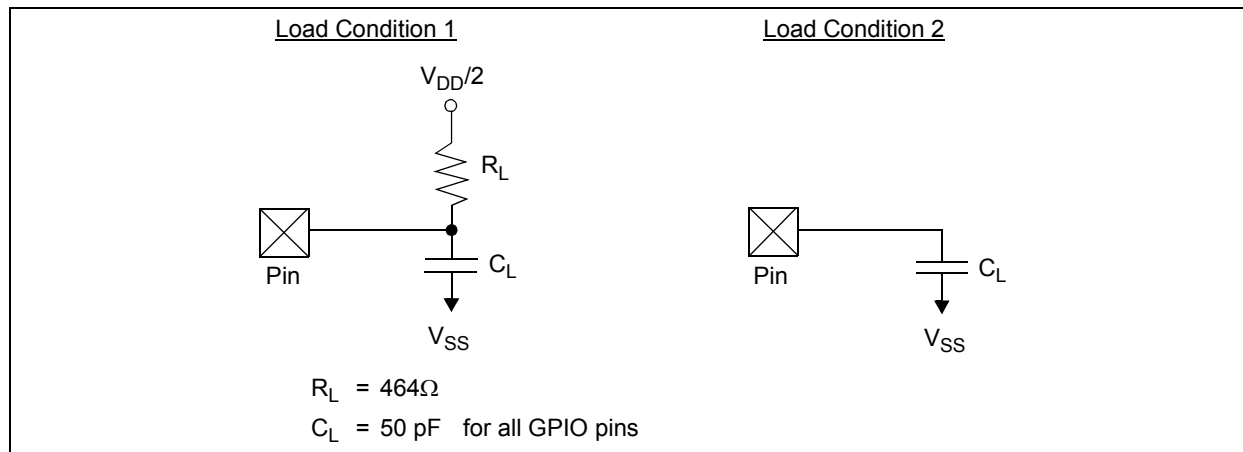 Load Condition 1
VDD/2
RL
Pin
CL
VSS
RL = 464Ω
CL = 50 pF for all GPIO pins
Load Condition 2
Pin
CL
VSS